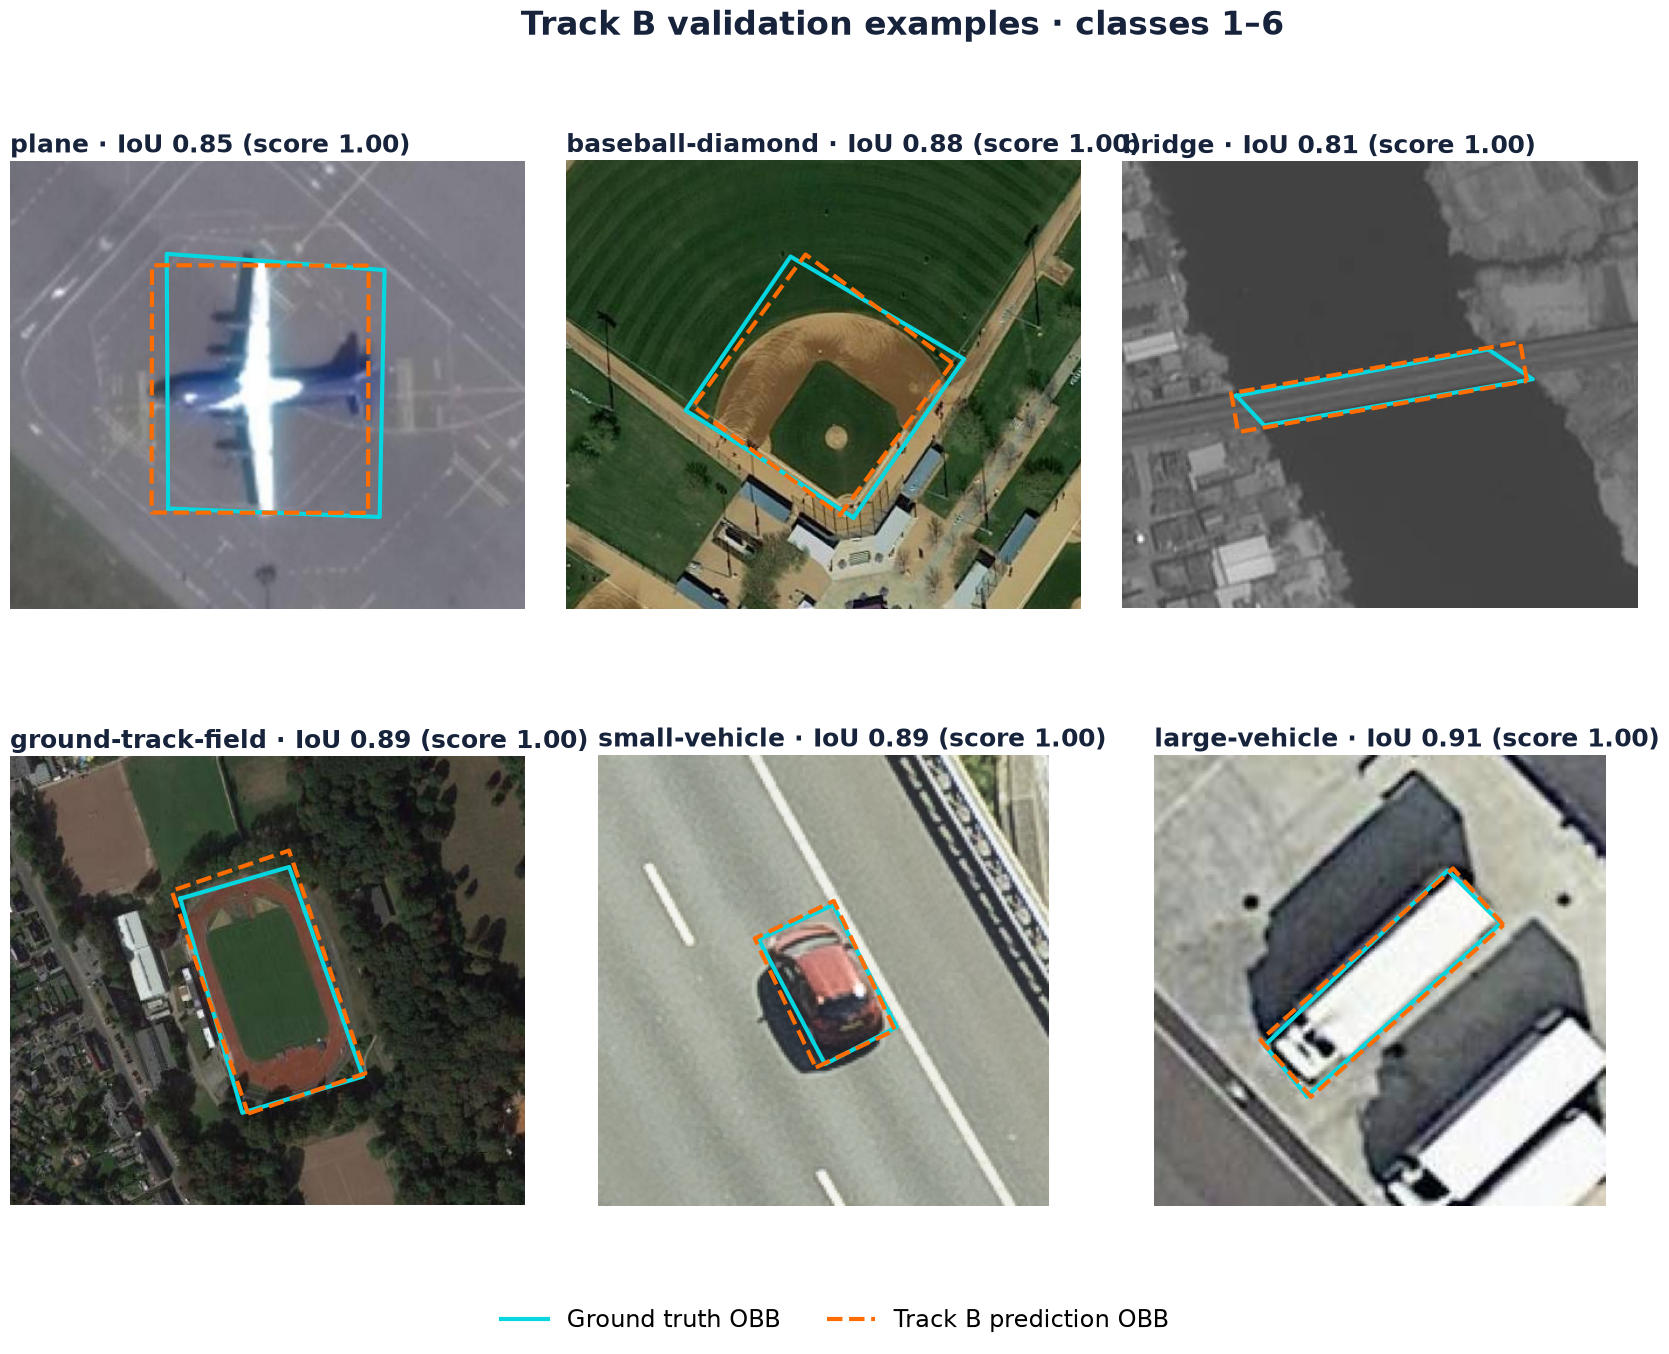 Track B validation examples · classes 1–6
plane · IoU 0.85 (score 1.00)
baseball-diamond · IoU 0.88 (score 1.00)
bridge · IoU 0.81 (score 1.00)
ground-track-field · IoU 0.89 (score 1.00)
small-vehicle · IoU 0.89 (score 1.00)
large-vehicle · IoU 0.91 (score 1.00)
Ground truth OBB
Track B prediction OBB